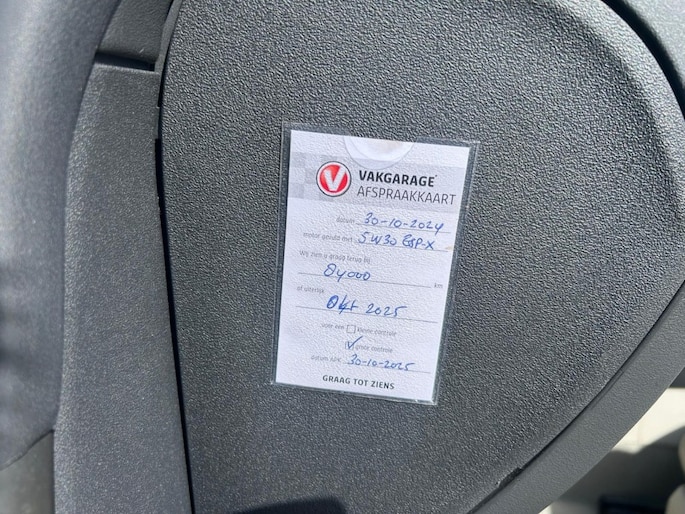 V
VAKGARAGE
AFSPRAAKKAART
datum 30-10-2024
motor gevuld met 5W30 ESP-X
Wij zien u graag terug bij
84000 km
of uiterlijk
Okt 2025
voor een kleine controle
grote controle
datum APK 30-10-2025
GRAAG TOT ZIENS